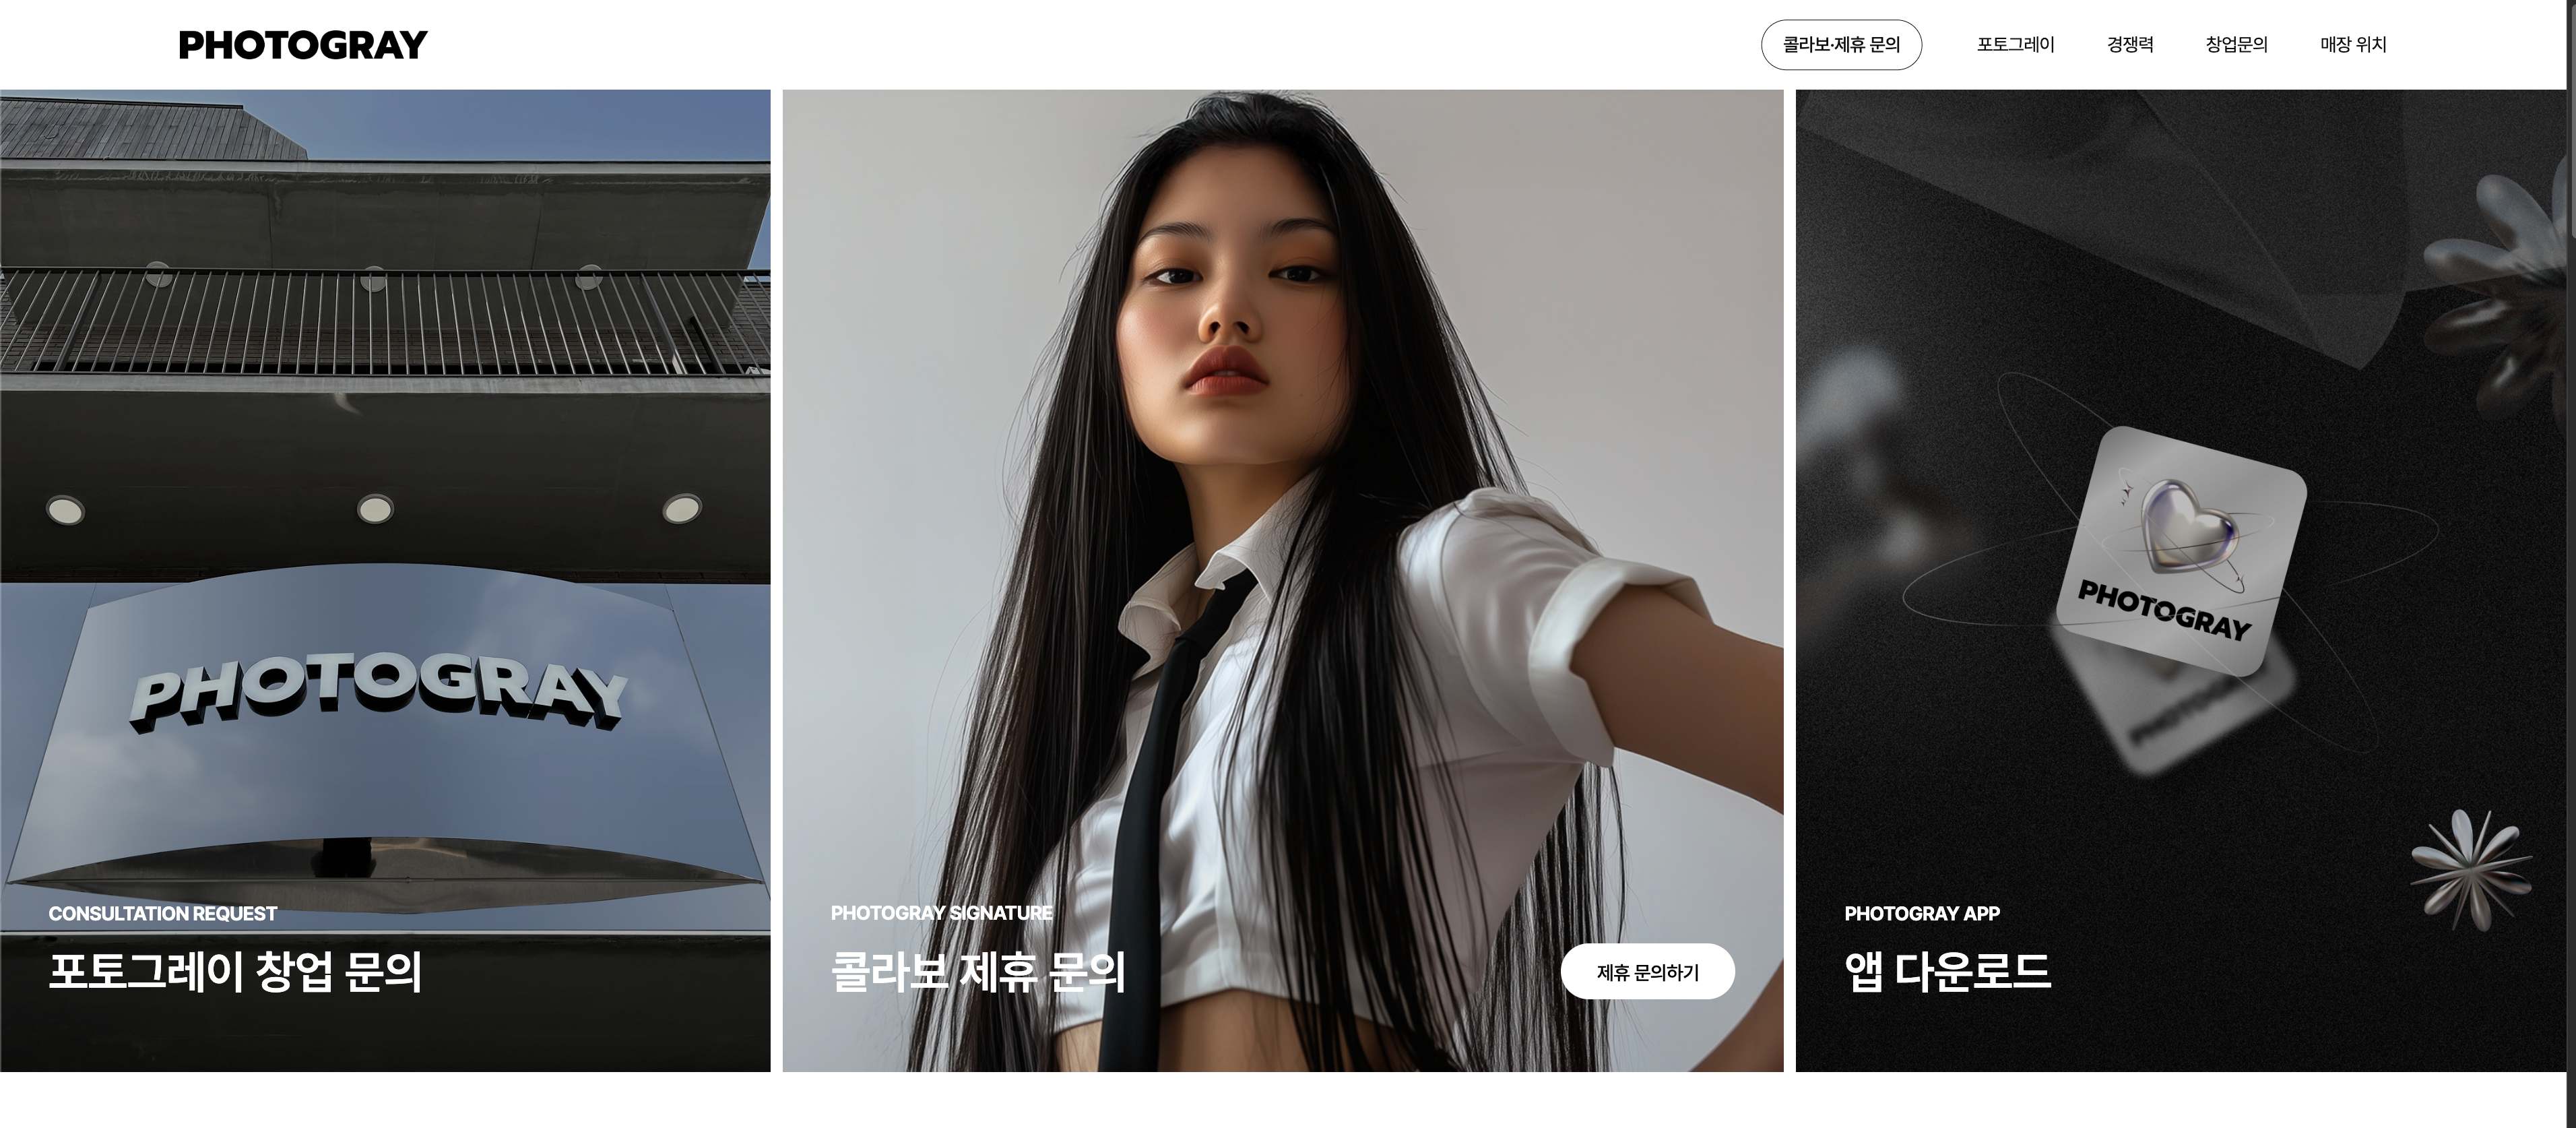 PHOTOGRAY
콜라보·제휴 문의
포토그레이
경쟁력
창업문의
매장 위치
PHOTOGRAY
CONSULTATION REQUEST
포토그레이 창업 문의
PHOTOGRAY SIGNATURE
콜라보 제휴 문의
제휴 문의하기
PHOTOGRAY
PHOTOGRAY
PHOTOGRAY APP
앱 다운로드